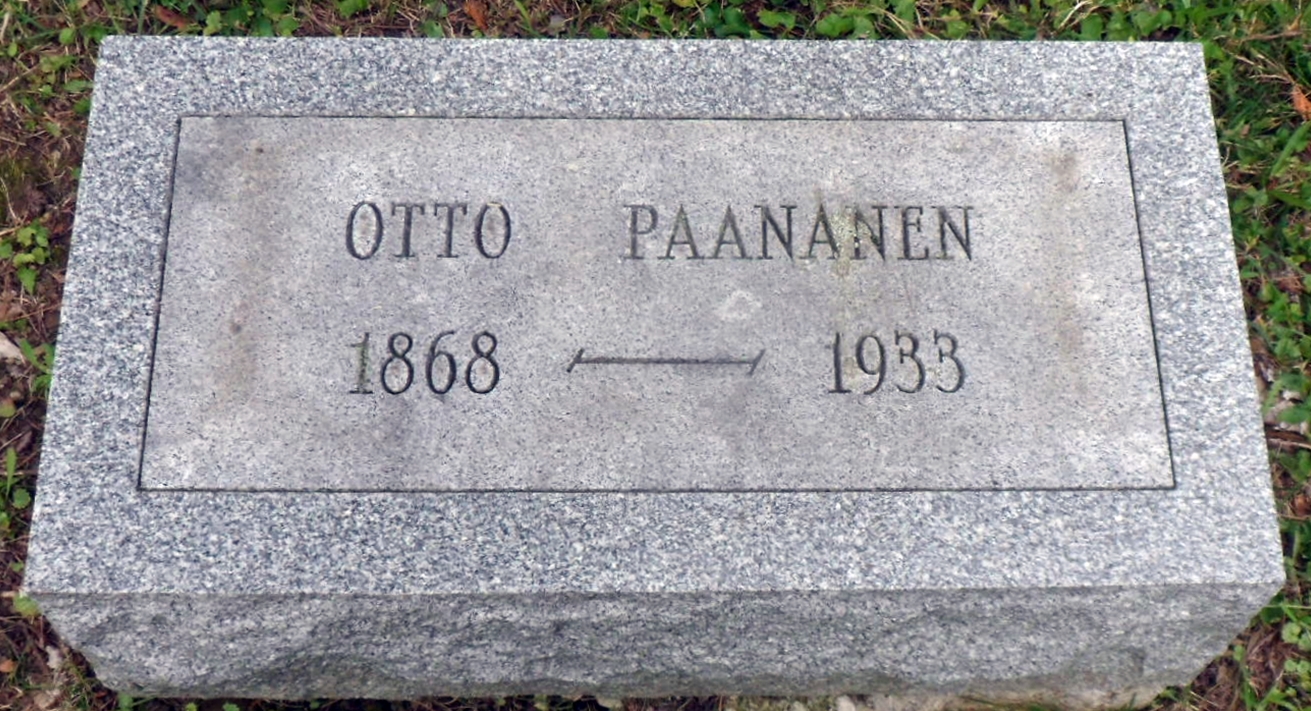 OTTO PAANANEN
1868 — 1933